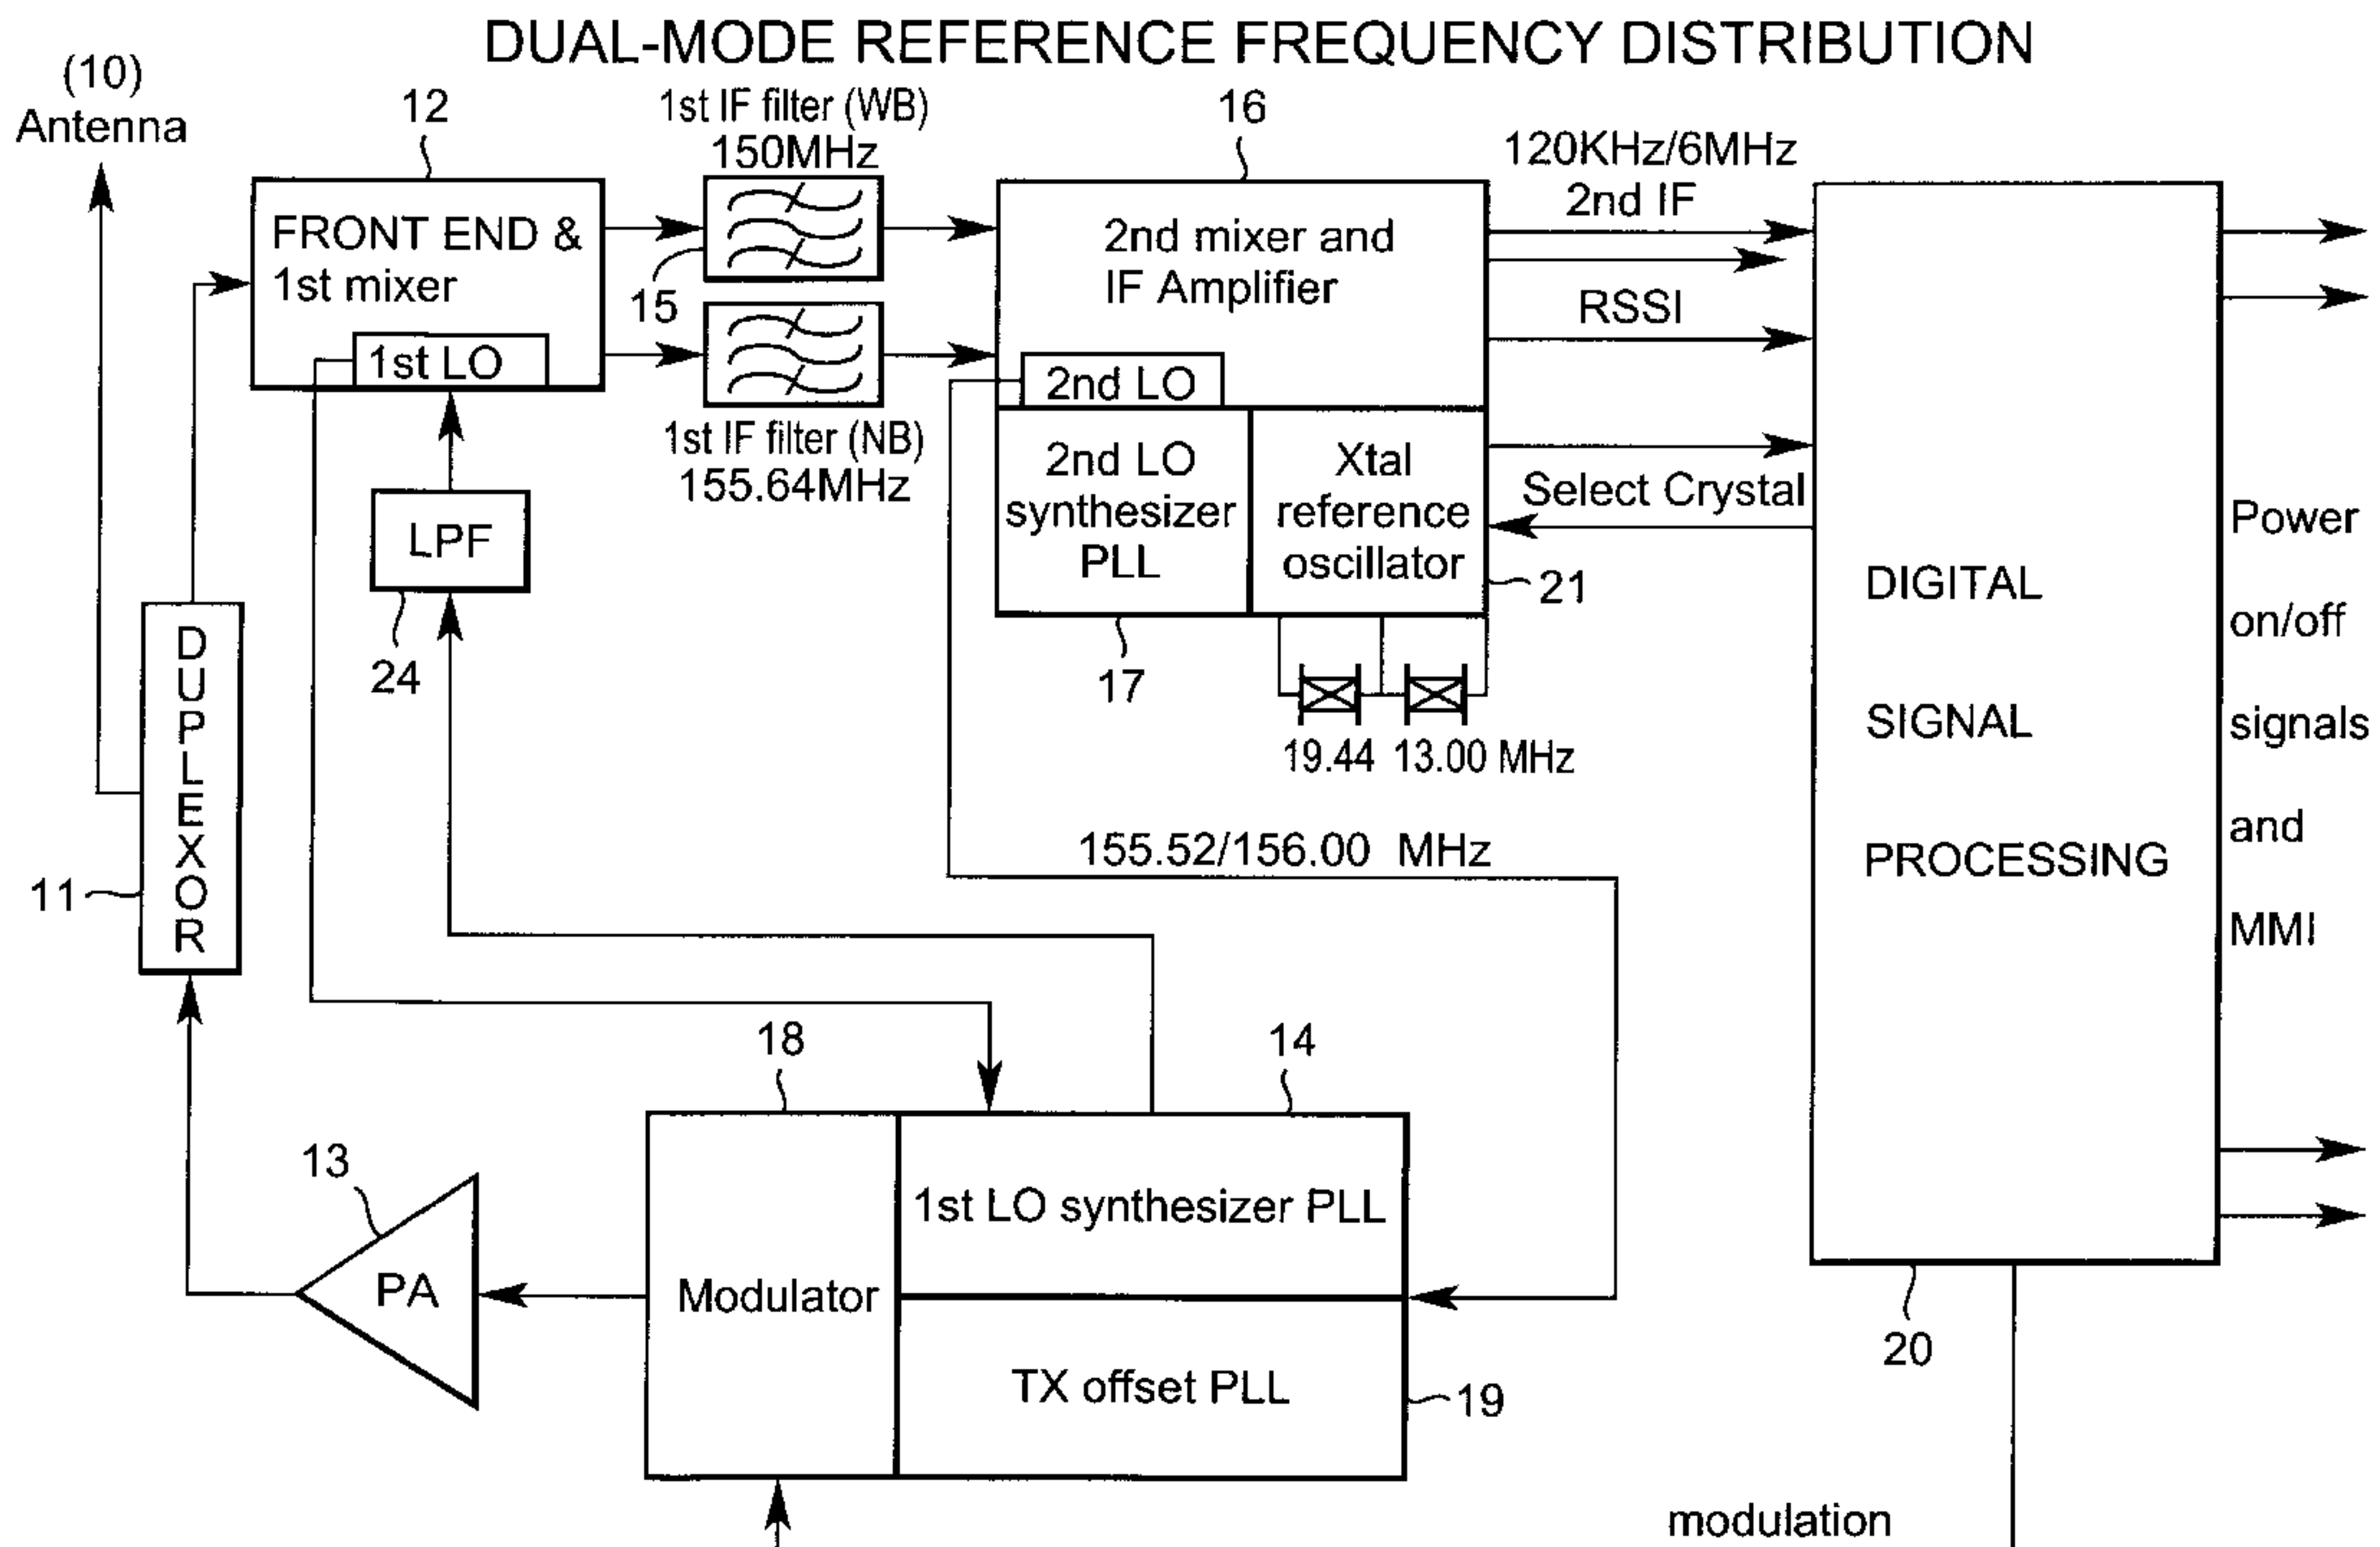 DUAL-MODE REFERENCE FREQUENCY DISTRIBUTION
(10)
Antenna
12
1st IF filter (WB)
150MHz
16
120KHz/6MHz
2nd IF
FRONT END &
1st mixer
1st LO
15
2nd mixer and
IF Amplifier
RSSI
2nd LO
1st IF filter (NB)
155.64MHz
2nd LO
synthesizer
PLL
Xtal
reference
oscillator
Select Crystal
21
LPF
24
17
19.44
13.00 MHz
DIGITAL
SIGNAL
PROCESSING
Power
on/off
signals
and
MMI
DUPLEXOR
11
155.52/156.00 MHz
18
14
13
PA
Modulator
1st LO synthesizer PLL
TX offset PLL
19
20
modulation